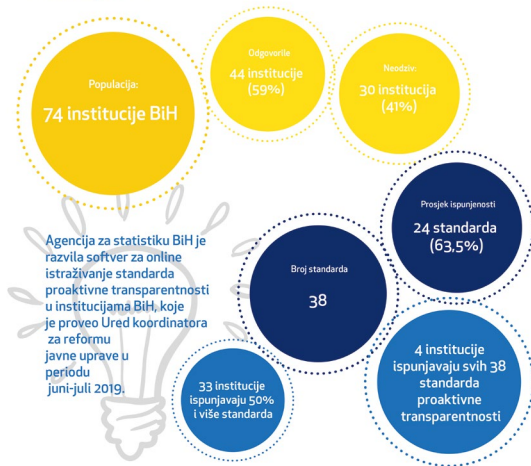 Populacija:
74 institucije BiH
Odgovorile
44 institucije
(59%)
Neodziv:
30 institucija
(41%)
Prosjek ispunjenosti
24 standarda
(63,5%)
Broj standarda
38
Agencija za statistiku BiH je
razvila softver za online
istraživanje standarda
proaktivne transparentnosti
u institucijama BiH, koje
je proveo Ured koordinatora
za reformu
javne uprave u
periodu
juni-juli 2019.
33 institucije
ispunjavaju 50%
i više standarda
4 institucije
ispunjavaju svih 38
standarda
proaktivne
transparentnosti